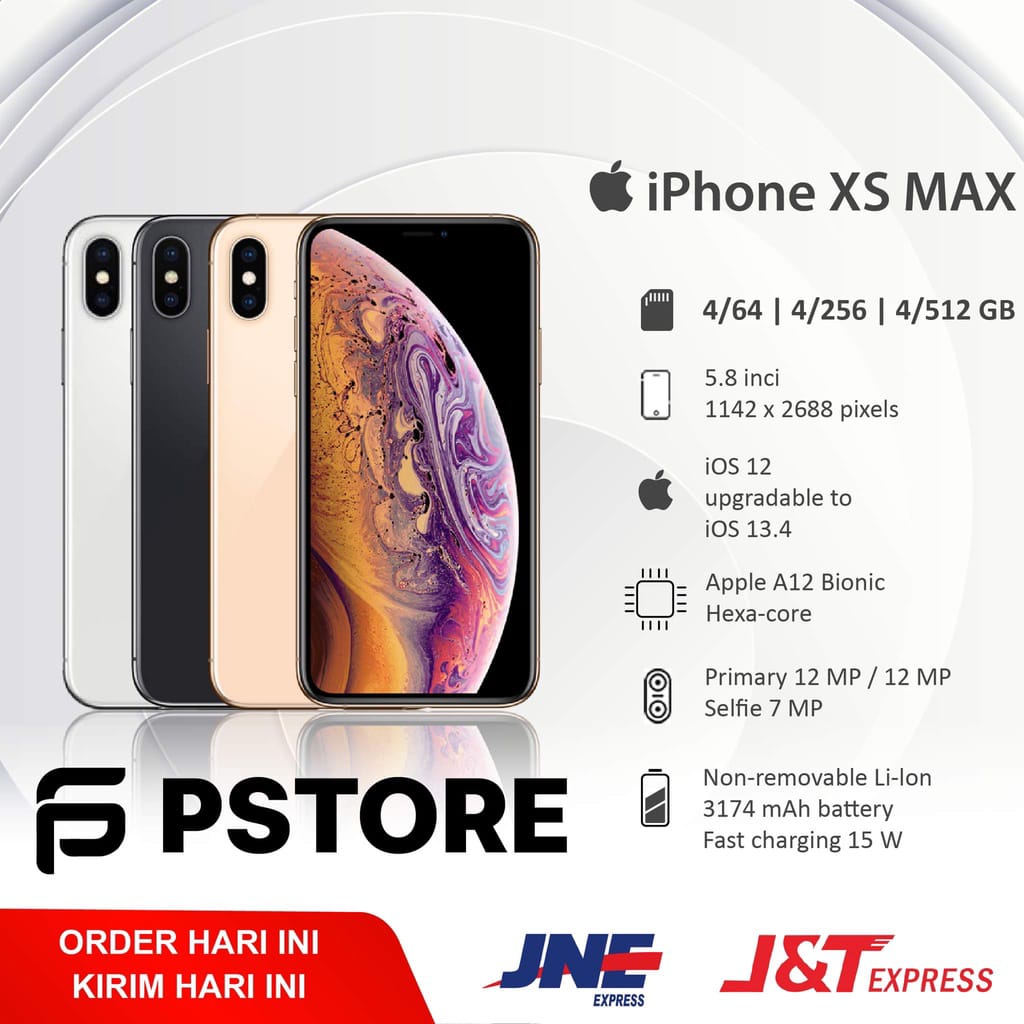 iPhone XS MAX
4/64 | 4/256 | 4/512 GB
5.8 inci
1142 x 2688 pixels
iOS 12
upgradable to
iOS 13.4
Apple A12 Bionic
Hexa-core
Primary 12 MP / 12 MP
Selfie 7 MP
Non-removable Li-Ion
3174 mAh battery
Fast charging 15 W
PSTORE
ORDER HARI INI
KIRIM HARI INI
JNE
EXPRESS
J&T EXPRESS